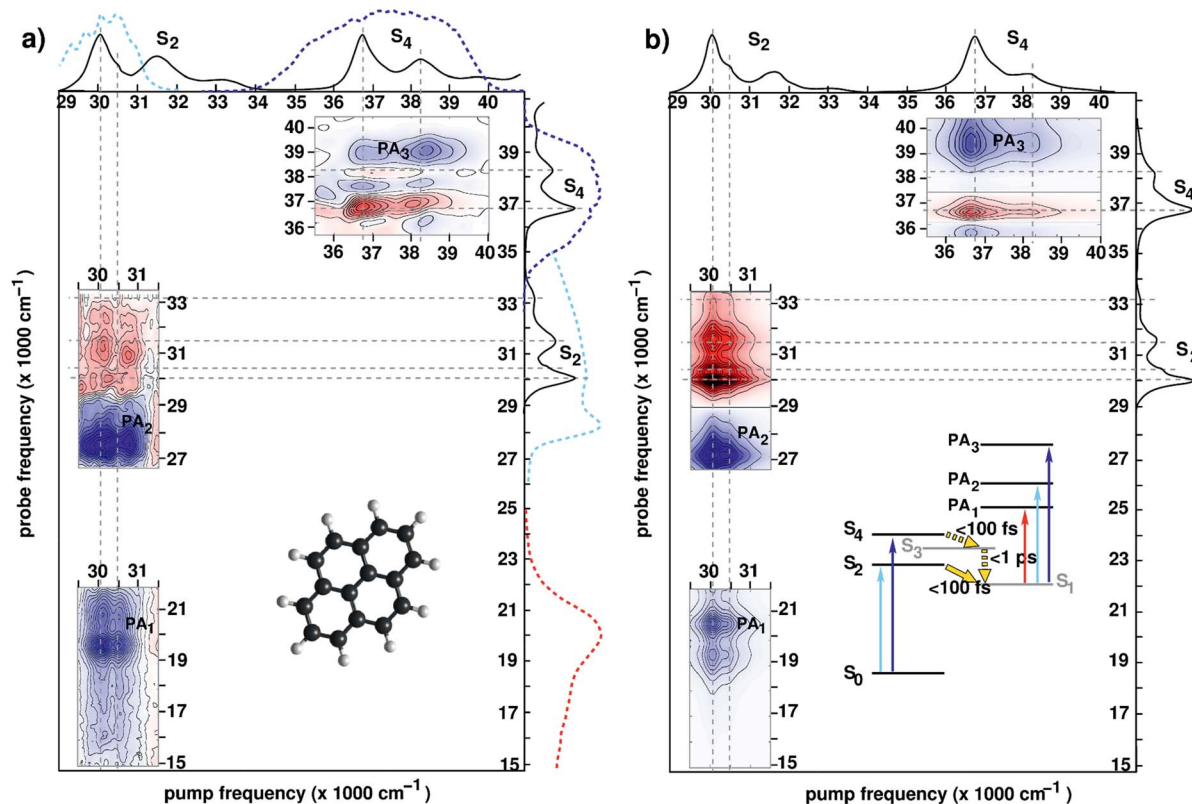 a)
S2
S4
29 30 31 32 33 34 35 36 37 38 39 40
40
39
38
37
36
PA3
36 37 38 39 40
39
S4
37
35
30 31
33
31
29
27
PA2
33
31
S2
29
27
25
23
21
19
17
15
30 31
21
19
17
15
PA1
probe frequency (x 1000 cm−1)
pump frequency (x 1000 cm−1)
b)
S2
S4
29 30 31 32 33 34 35 36 37 38 39 40
40
39
38
37
36
PA3
36 37 38 39 40
39
S4
37
35
30 31
33
31
29
27
PA2
33
31
S2
29
27
25
23
21
19
17
15
PA3
PA2
PA1
S4
<100 fs
S3
<1 ps
S2
<100 fs
S1
S0
30 31
21
19
17
15
PA1
probe frequency (x 1000 cm−1)
pump frequency (x 1000 cm−1)